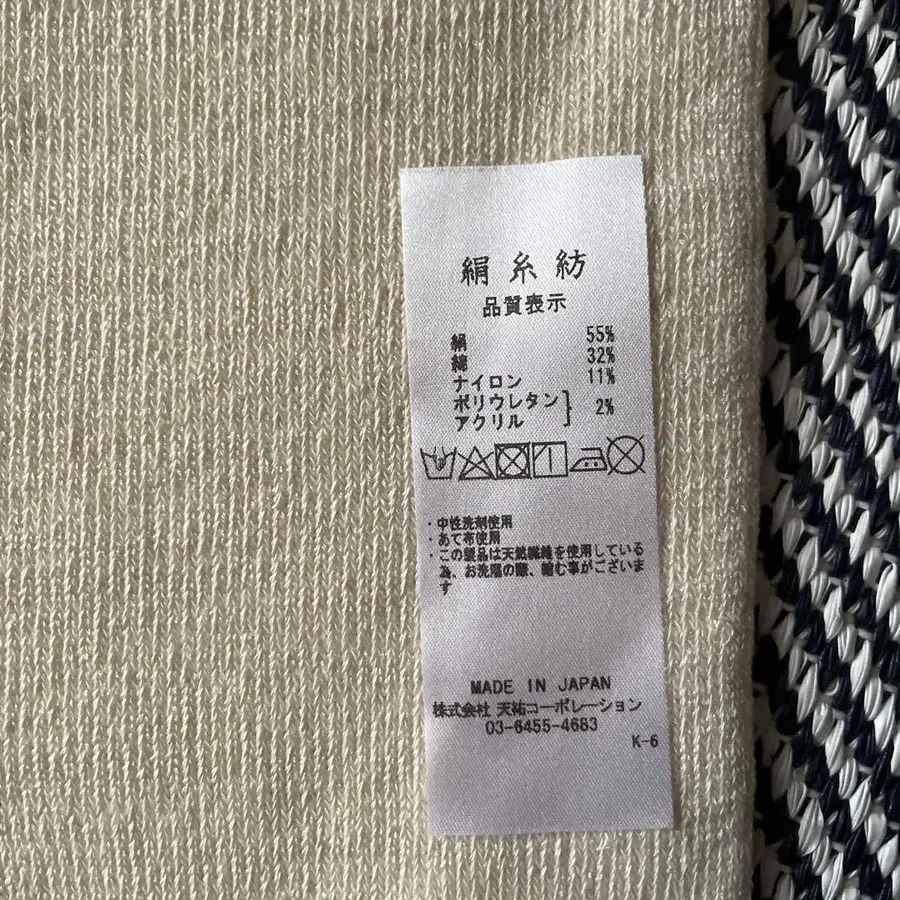 絹糸紡
品質表示
絹 55%
綿 32%
ナイロン 11%
ポリウレタン
アクリル 2%
・中性洗剤使用
・あて布使用
・この製品は天然繊維を使用している
為、お洗濯の際、縮む事がございま
す
MADE IN JAPAN
株式会社 天祐コーポレーション
03-6455-4683
K-6